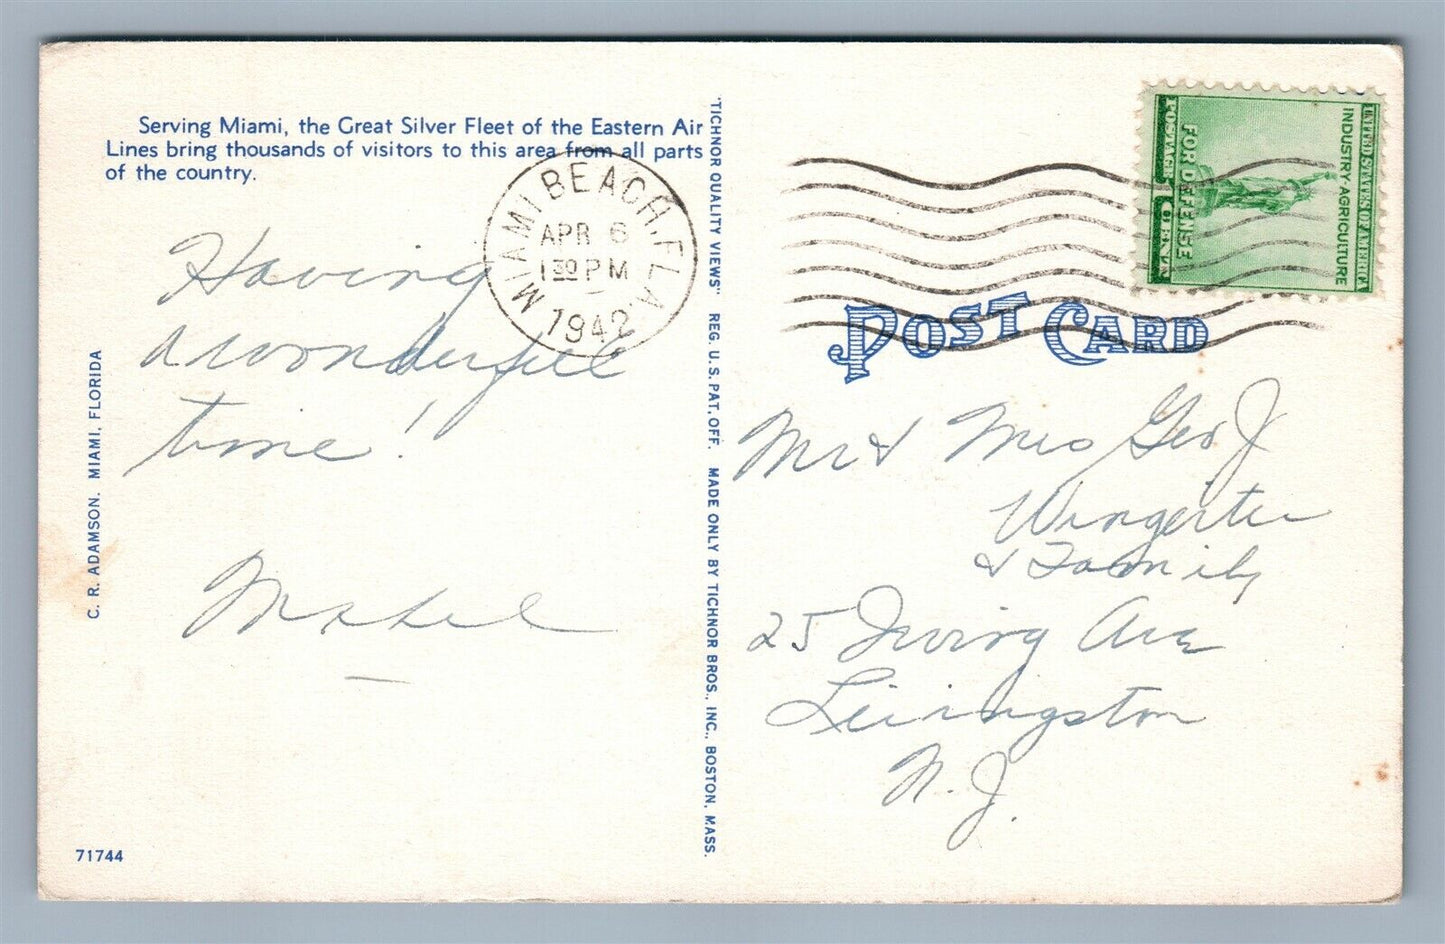 Serving Miami, the Great Silver Fleet of the Eastern Air
Lines bring thousands of visitors to this area from all parts
of the country.
MIAMI BEACH, FLA.
APR 6
1 30 PM
1942
Having
a wonderful
time!
Mabel
C. R. ADAMSON. MIAMI, FLORIDA
71744
"TICHNOR QUALITY VIEWS" REG. U. S. PAT. OFF. MADE ONLY BY TICHNOR BROS., INC., BOSTON, MASS.
UNITED STATES OF AMERICA
INDUSTRY AGRICULTURE
FOR DEFENSE
POSTAGE 1 CENT
POST CARD
Mr & Mrs Geo J
Wingerter
& Family
25 Irving Ave
Livingston
N. J.